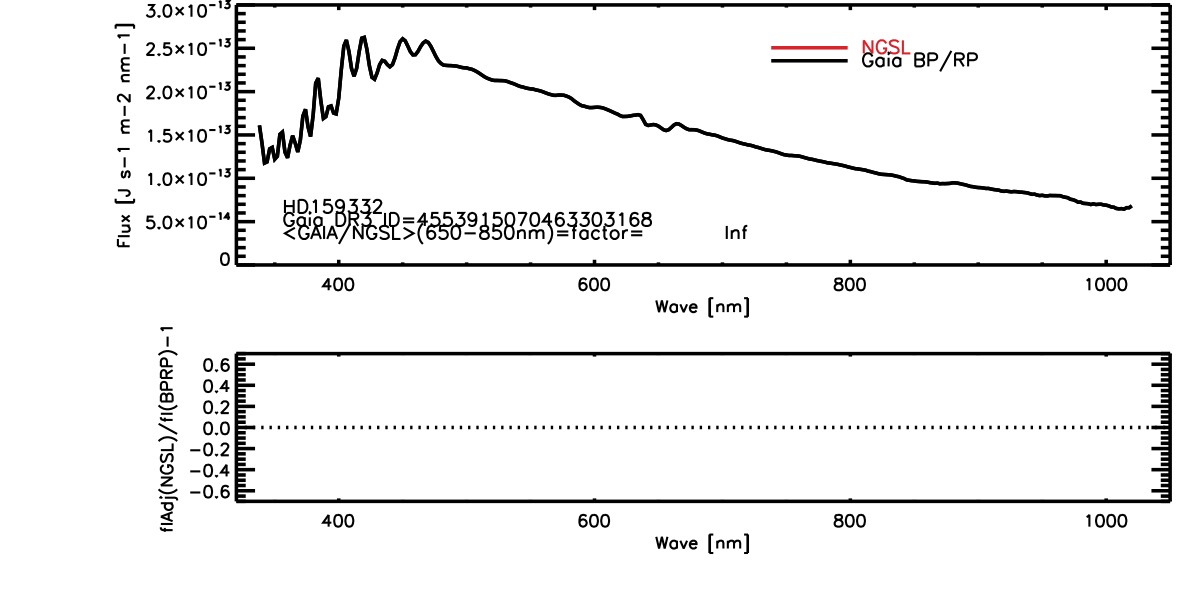 3.0×10−13
2.5×10−13
2.0×10−13
1.5×10−13
1.0×10−13
5.0×10−14
0
Flux [J s−1 m−2 nm−1]
NGSL
Gaia BP/RP
HD159332
Gaia DR3 ID=4553915070463303168
<GAIA/NGSL>(650−850nm)=factor= Inf
400 600 800 1000
Wave [nm]
0.6
0.4
0.2
0.0
−0.2
−0.4
−0.6
flAdj(NGSL)/fl(BPRP)−1
400 600 800 1000
Wave [nm]